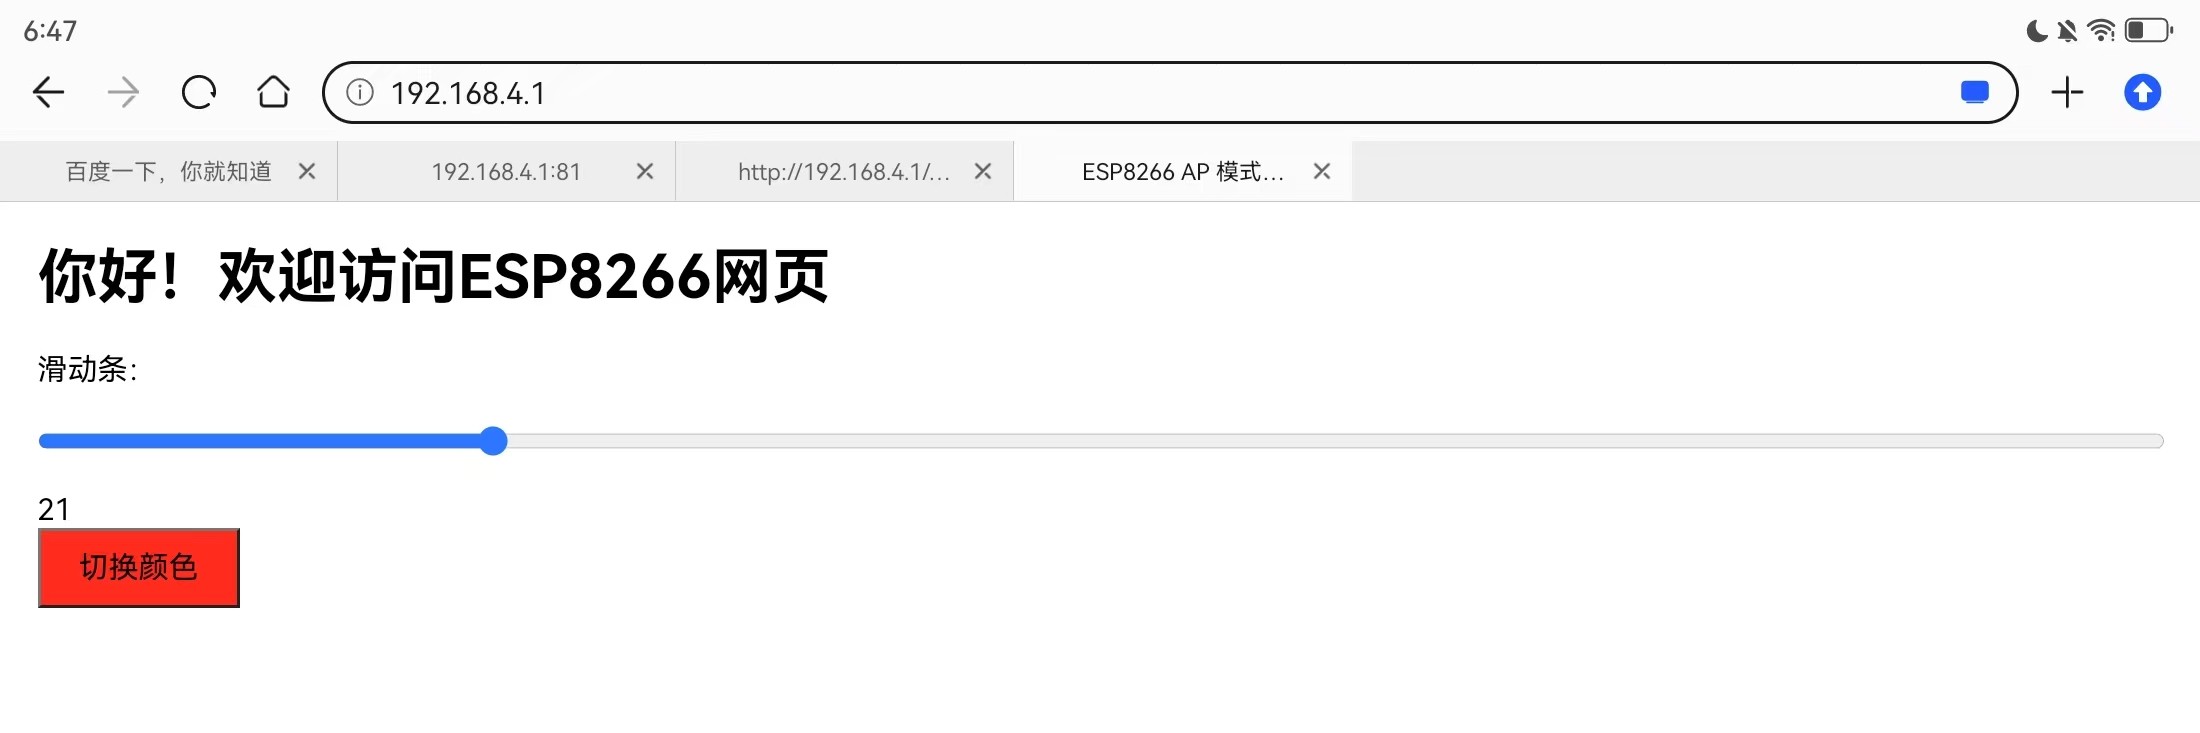 6:47
192.168.4.1
百度一下，你就知道
192.168.4.1:81
http://192.168.4.1/...
ESP8266 AP 模式...
你好！欢迎访问ESP8266网页
滑动条：
21
切换颜色